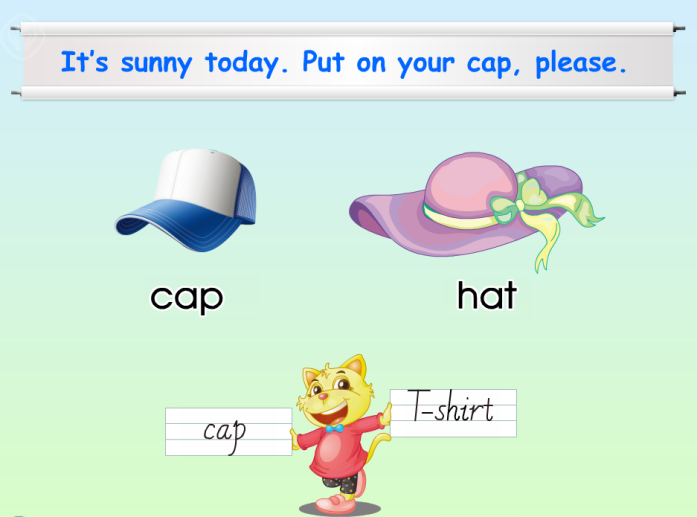 It's sunny today. Put on your cap, please.
cap hat
cap T-shirt